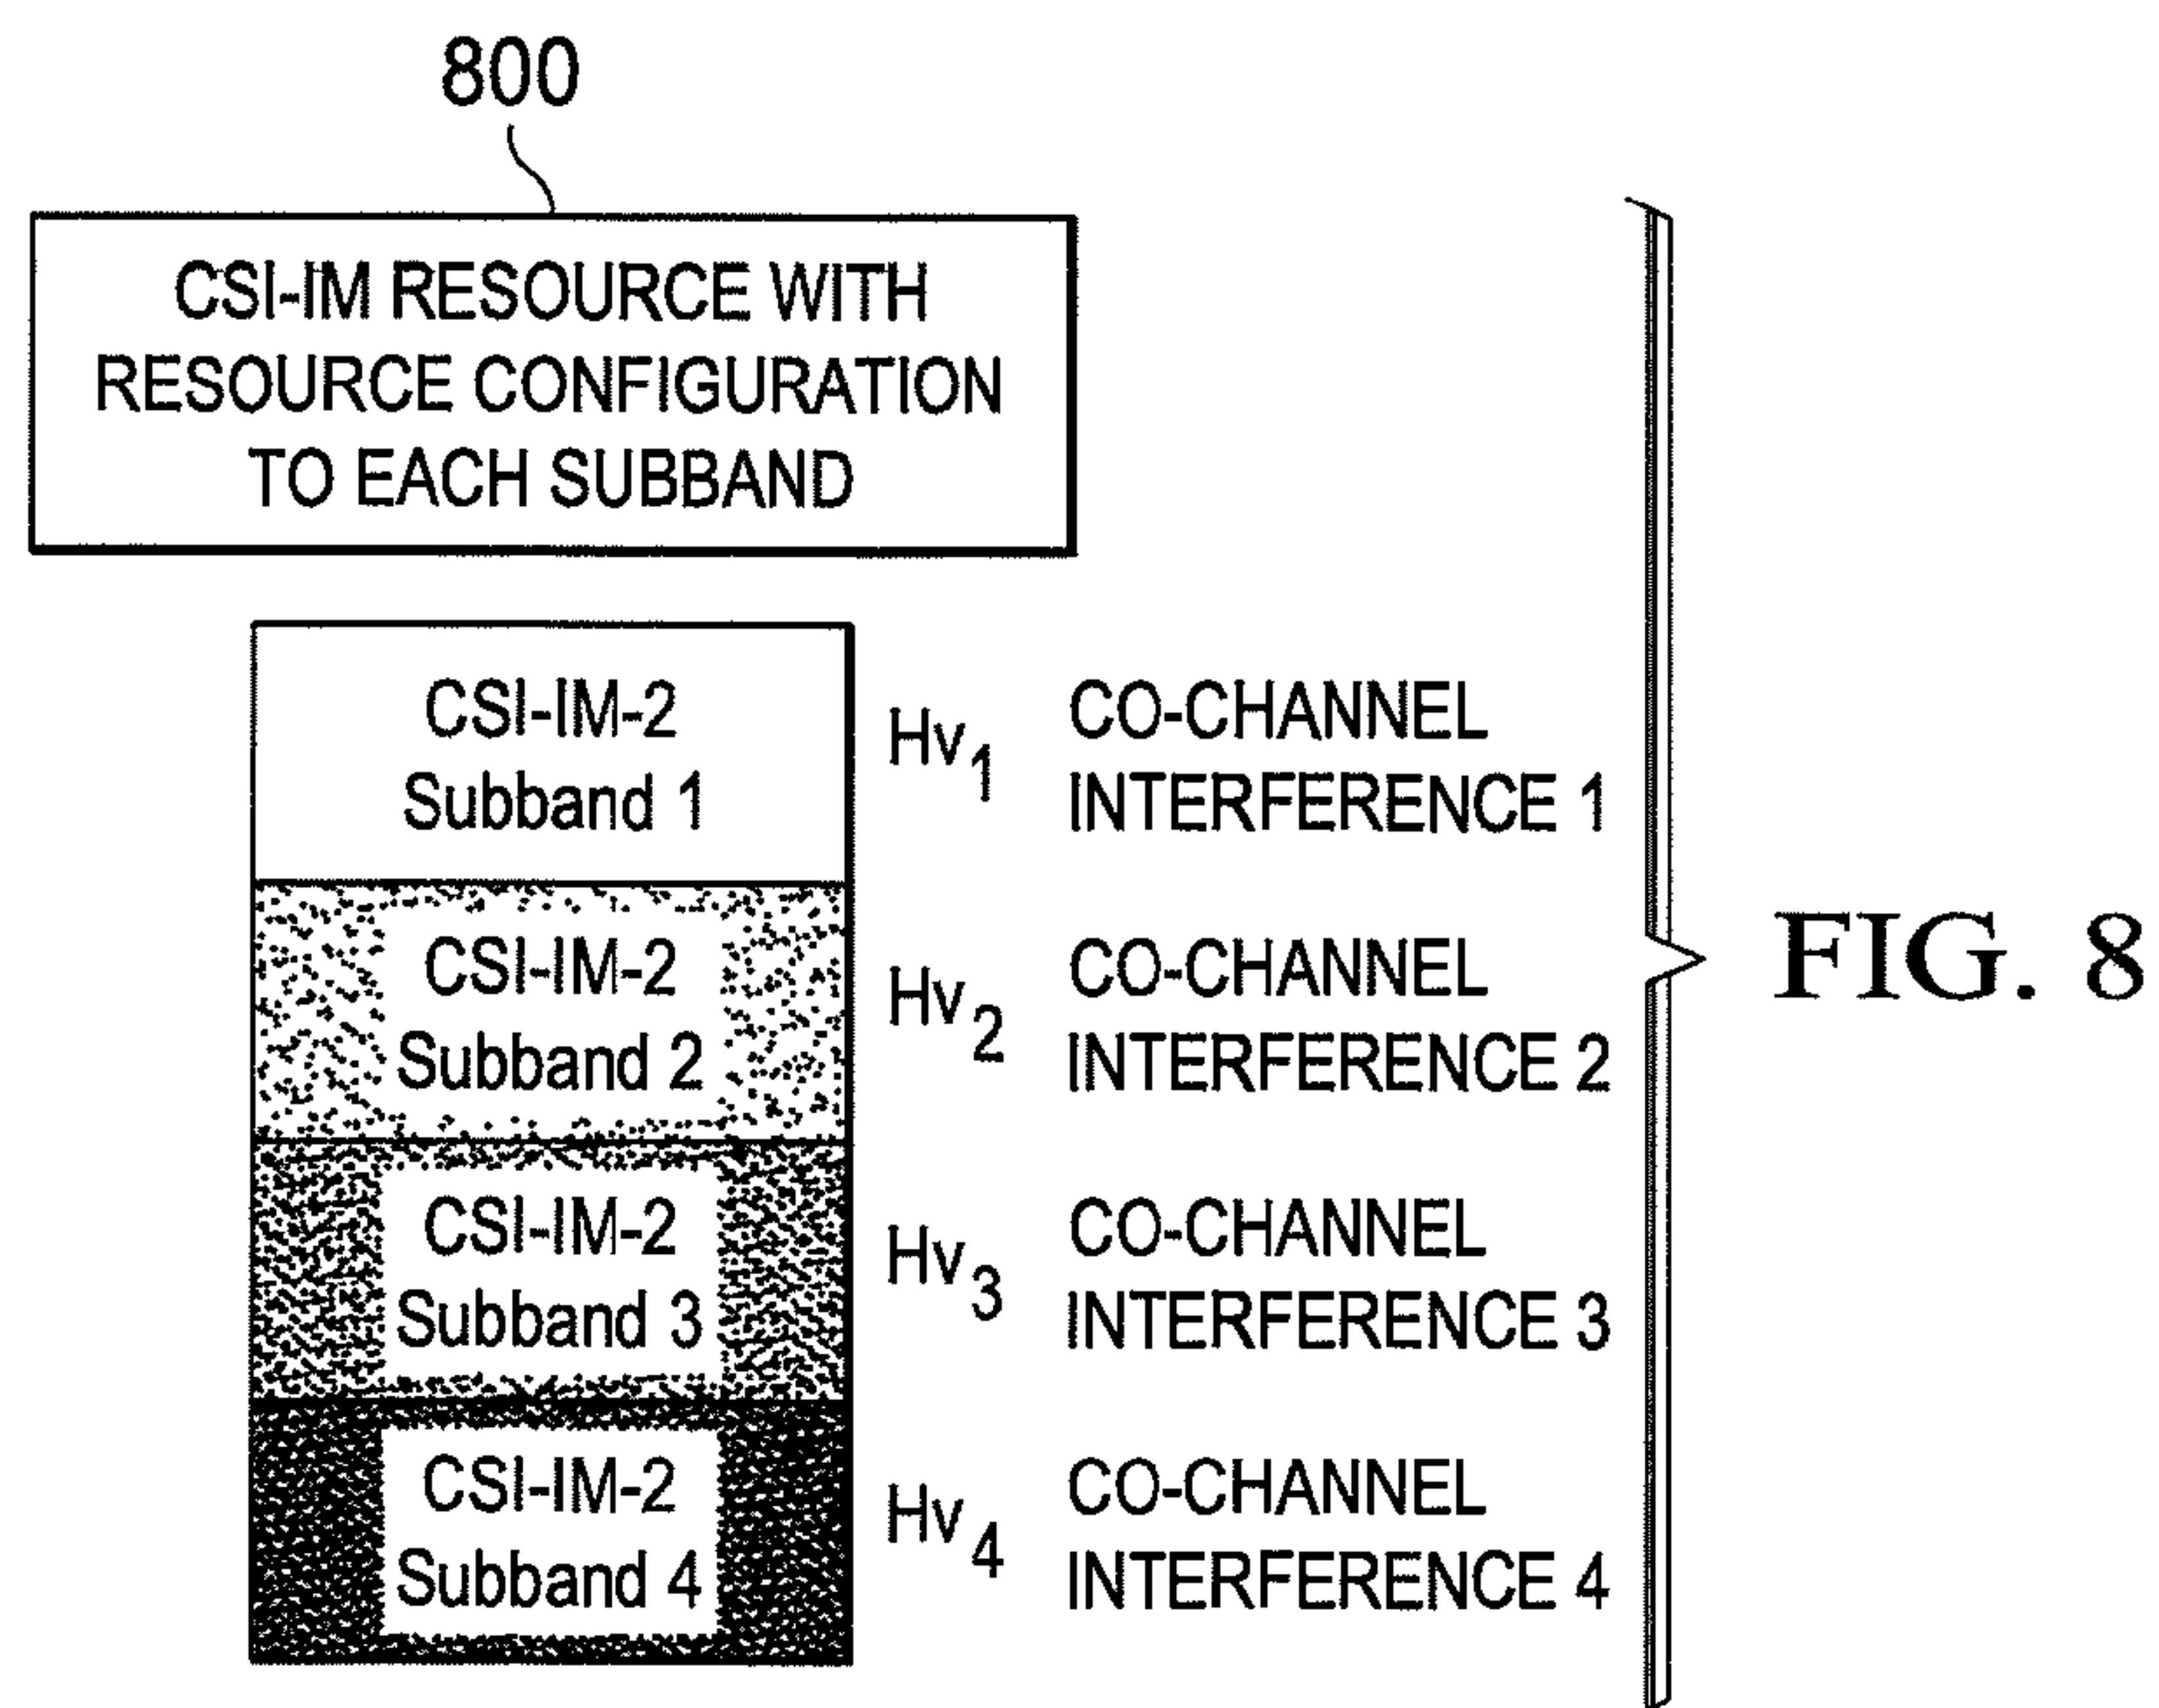 800
CSI-IM RESOURCE WITH
RESOURCE CONFIGURATION
TO EACH SUBBAND
CSI-IM-2
Subband 1
Hv1
CO-CHANNEL
INTERFERENCE 1
CSI-IM-2
Subband 2
Hv2
CO-CHANNEL
INTERFERENCE 2
CSI-IM-2
Subband 3
Hv3
CO-CHANNEL
INTERFERENCE 3
CSI-IM-2
Subband 4
Hv4
CO-CHANNEL
INTERFERENCE 4
FIG. 8